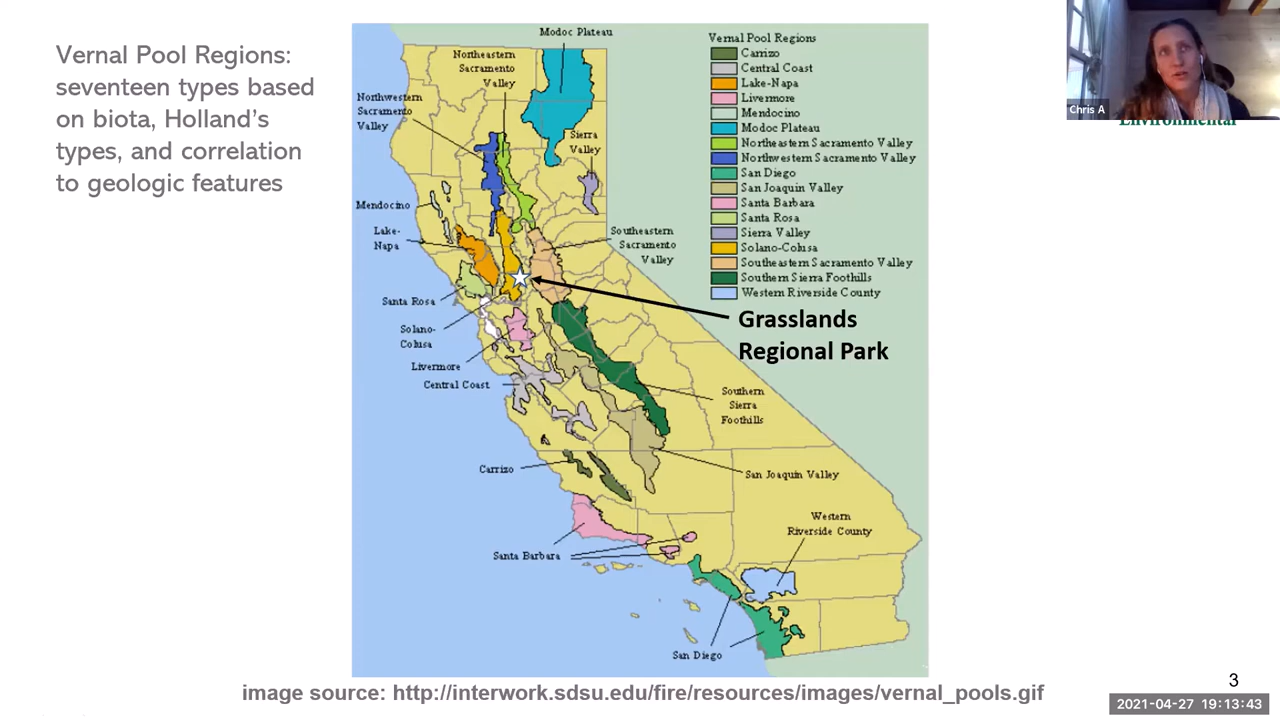 Vernal Pool Regions:
seventeen types based
on biota, Holland's
types, and correlation
to geologic features
Modoc Plateau
Northeastern
Sacramento
Valley
Northwestern
Sacramento
Valley
Sierra
Valley
Mendocino
Lake-
Napa
Southeastern
Sacramento
Valley
Santa Rosa
Solano-
Colusa
Livermore
Central Coast
Southern
Sierra
Foothills
Carrizo
San Joaquin Valley
Western
Riverside County
Santa Barbara
San Diego
Vernal Pool Regions
Carrizo
Central Coast
Lake-Napa
Livermore
Mendocino
Modoc Plateau
Northeastern Sacramento Valley
Northwestern Sacramento Valley
San Diego
San Joaquin Valley
Santa Barbara
Santa Rosa
Sierra Valley
Solano-Colusa
Southeastern Sacramento Valley
Southern Sierra Foothills
Western Riverside County
Grasslands
Regional Park
Chris A
Environmental
image source: http://interwork.sdsu.edu/fire/resources/images/vernal_pools.gif
3
2021-04-27 19:13:43